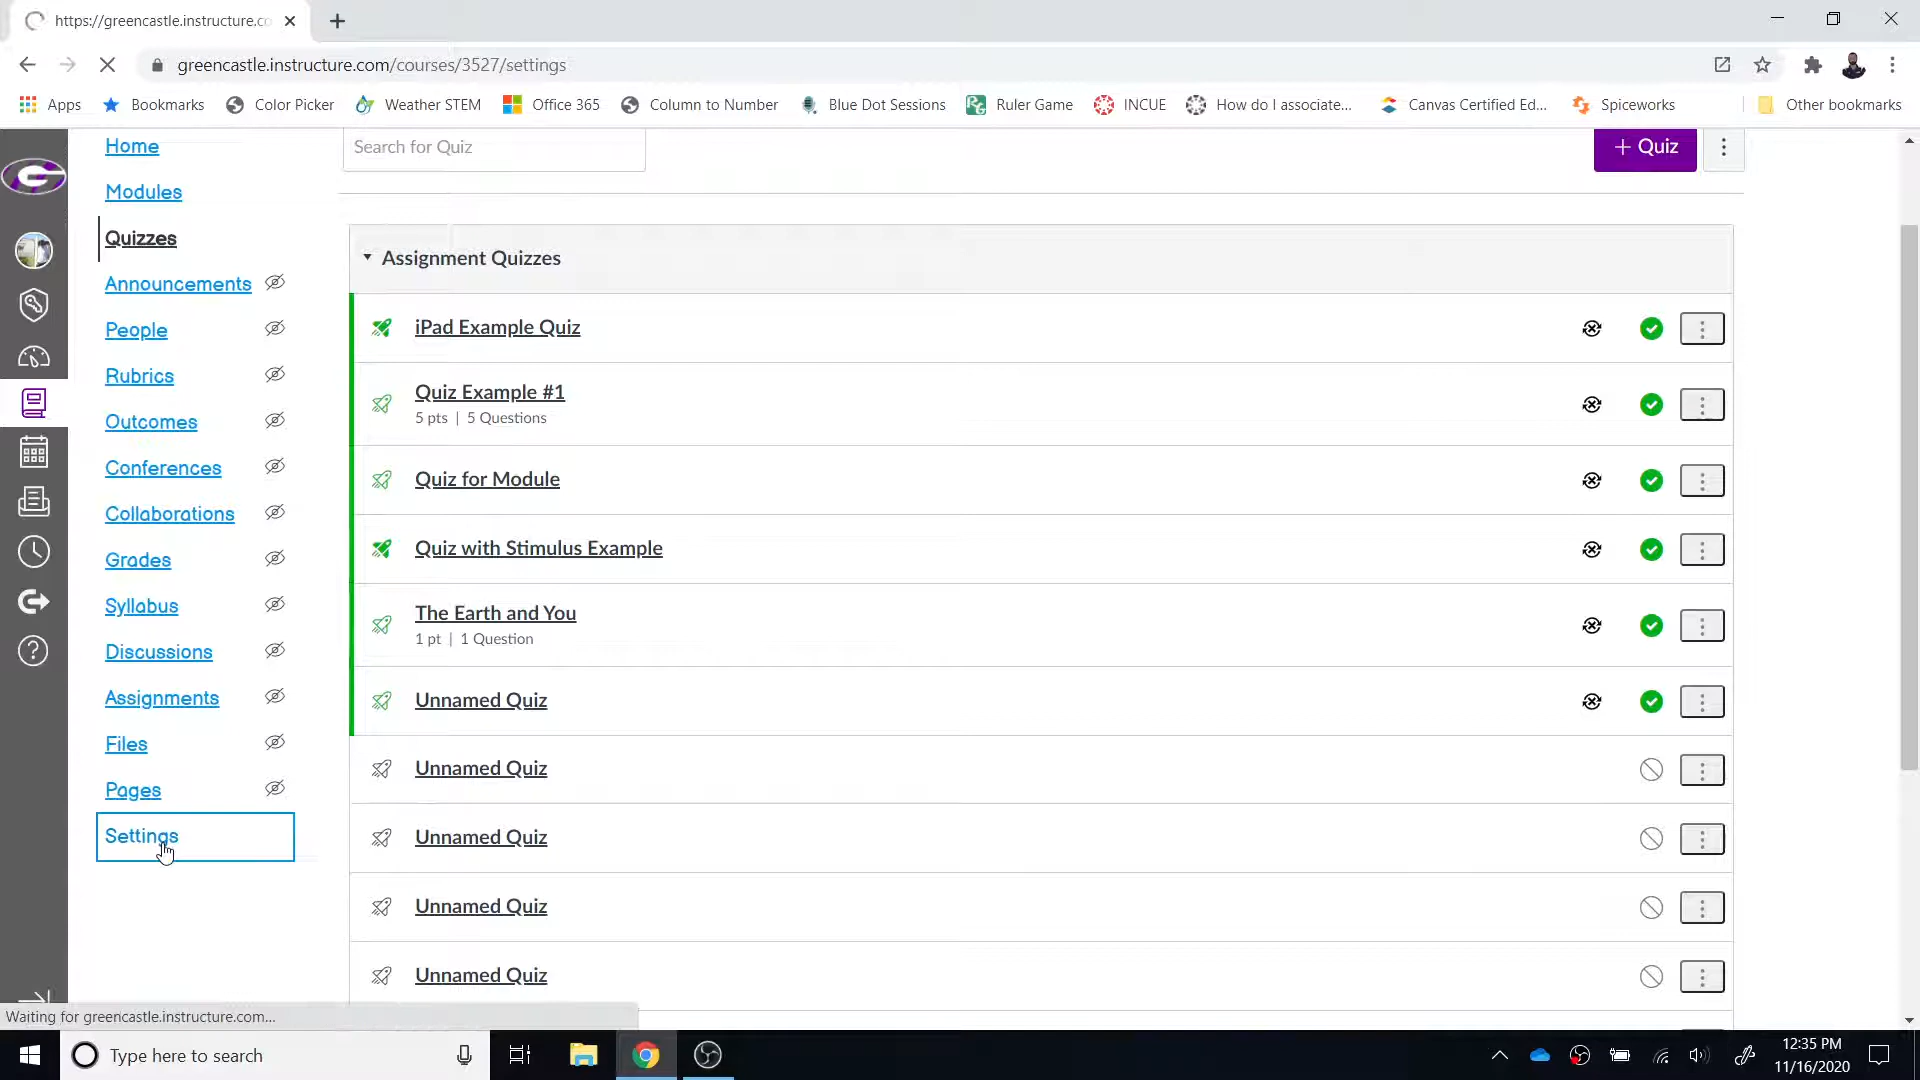 https://greencastle.instructure.co
greencastle.instructure.com/courses/3527/settings
Apps Bookmarks Color Picker Weather STEM Office 365 Column to Number Blue Dot Sessions Ruler Game INCUE How do I associate... Canvas Certified Ed... Spiceworks Other bookmarks
Home
Modules
Quizzes
Announcements
People
Rubrics
Outcomes
Conferences
Collaborations
Grades
Syllabus
Discussions
Assignments
Files
Pages
Settings
Search for Quiz
+ Quiz
Assignment Quizzes
iPad Example Quiz
Quiz Example #1
5 pts | 5 Questions
Quiz for Module
Quiz with Stimulus Example
The Earth and You
1 pt | 1 Question
Unnamed Quiz
Unnamed Quiz
Unnamed Quiz
Unnamed Quiz
Unnamed Quiz
Waiting for greencastle.instructure.com...
Type here to search
12:35 PM
11/16/2020